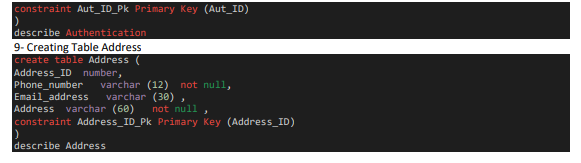 constraint Aut_ID_Pk Primary Key (Aut_ID)
)
describe Authentication
9- Creating Table Address
create table Address (
Address_ID number,
Phone_number varchar (12) not null,
Email_address varchar (30) ,
Address varchar (60) not null ,
constraint Address_ID_Pk Primary Key (Address_ID)
)
describe Address